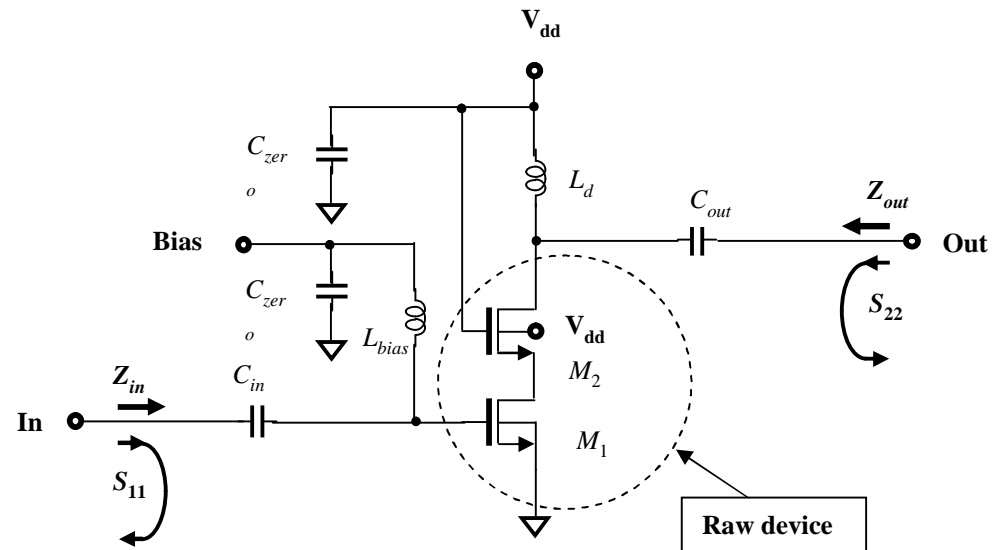 V_dd
C_zer
o
L_d
C_out
Z_out
Bias
Out
C_zer
o
S_22
V_dd
L_bias
M_2
C_in
Z_in
In
M_1
S_11
Raw device